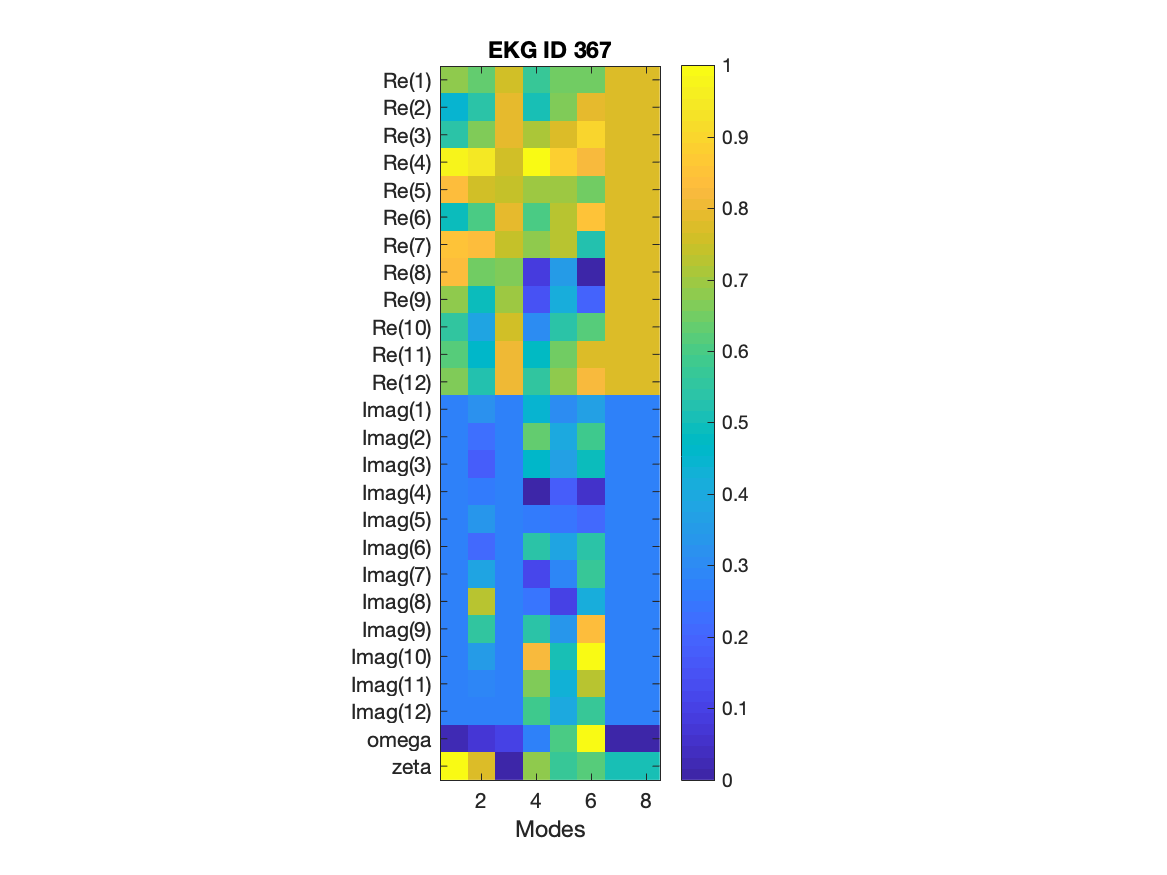 EKG ID 367
Re(1)
Re(2)
Re(3)
Re(4)
Re(5)
Re(6)
Re(7)
Re(8)
Re(9)
Re(10)
Re(11)
Re(12)
Imag(1)
Imag(2)
Imag(3)
Imag(4)
Imag(5)
Imag(6)
Imag(7)
Imag(8)
Imag(9)
Imag(10)
Imag(11)
Imag(12)
omega
zeta
2 4 6 8
Modes
1
0.9
0.8
0.7
0.6
0.5
0.4
0.3
0.2
0.1
0